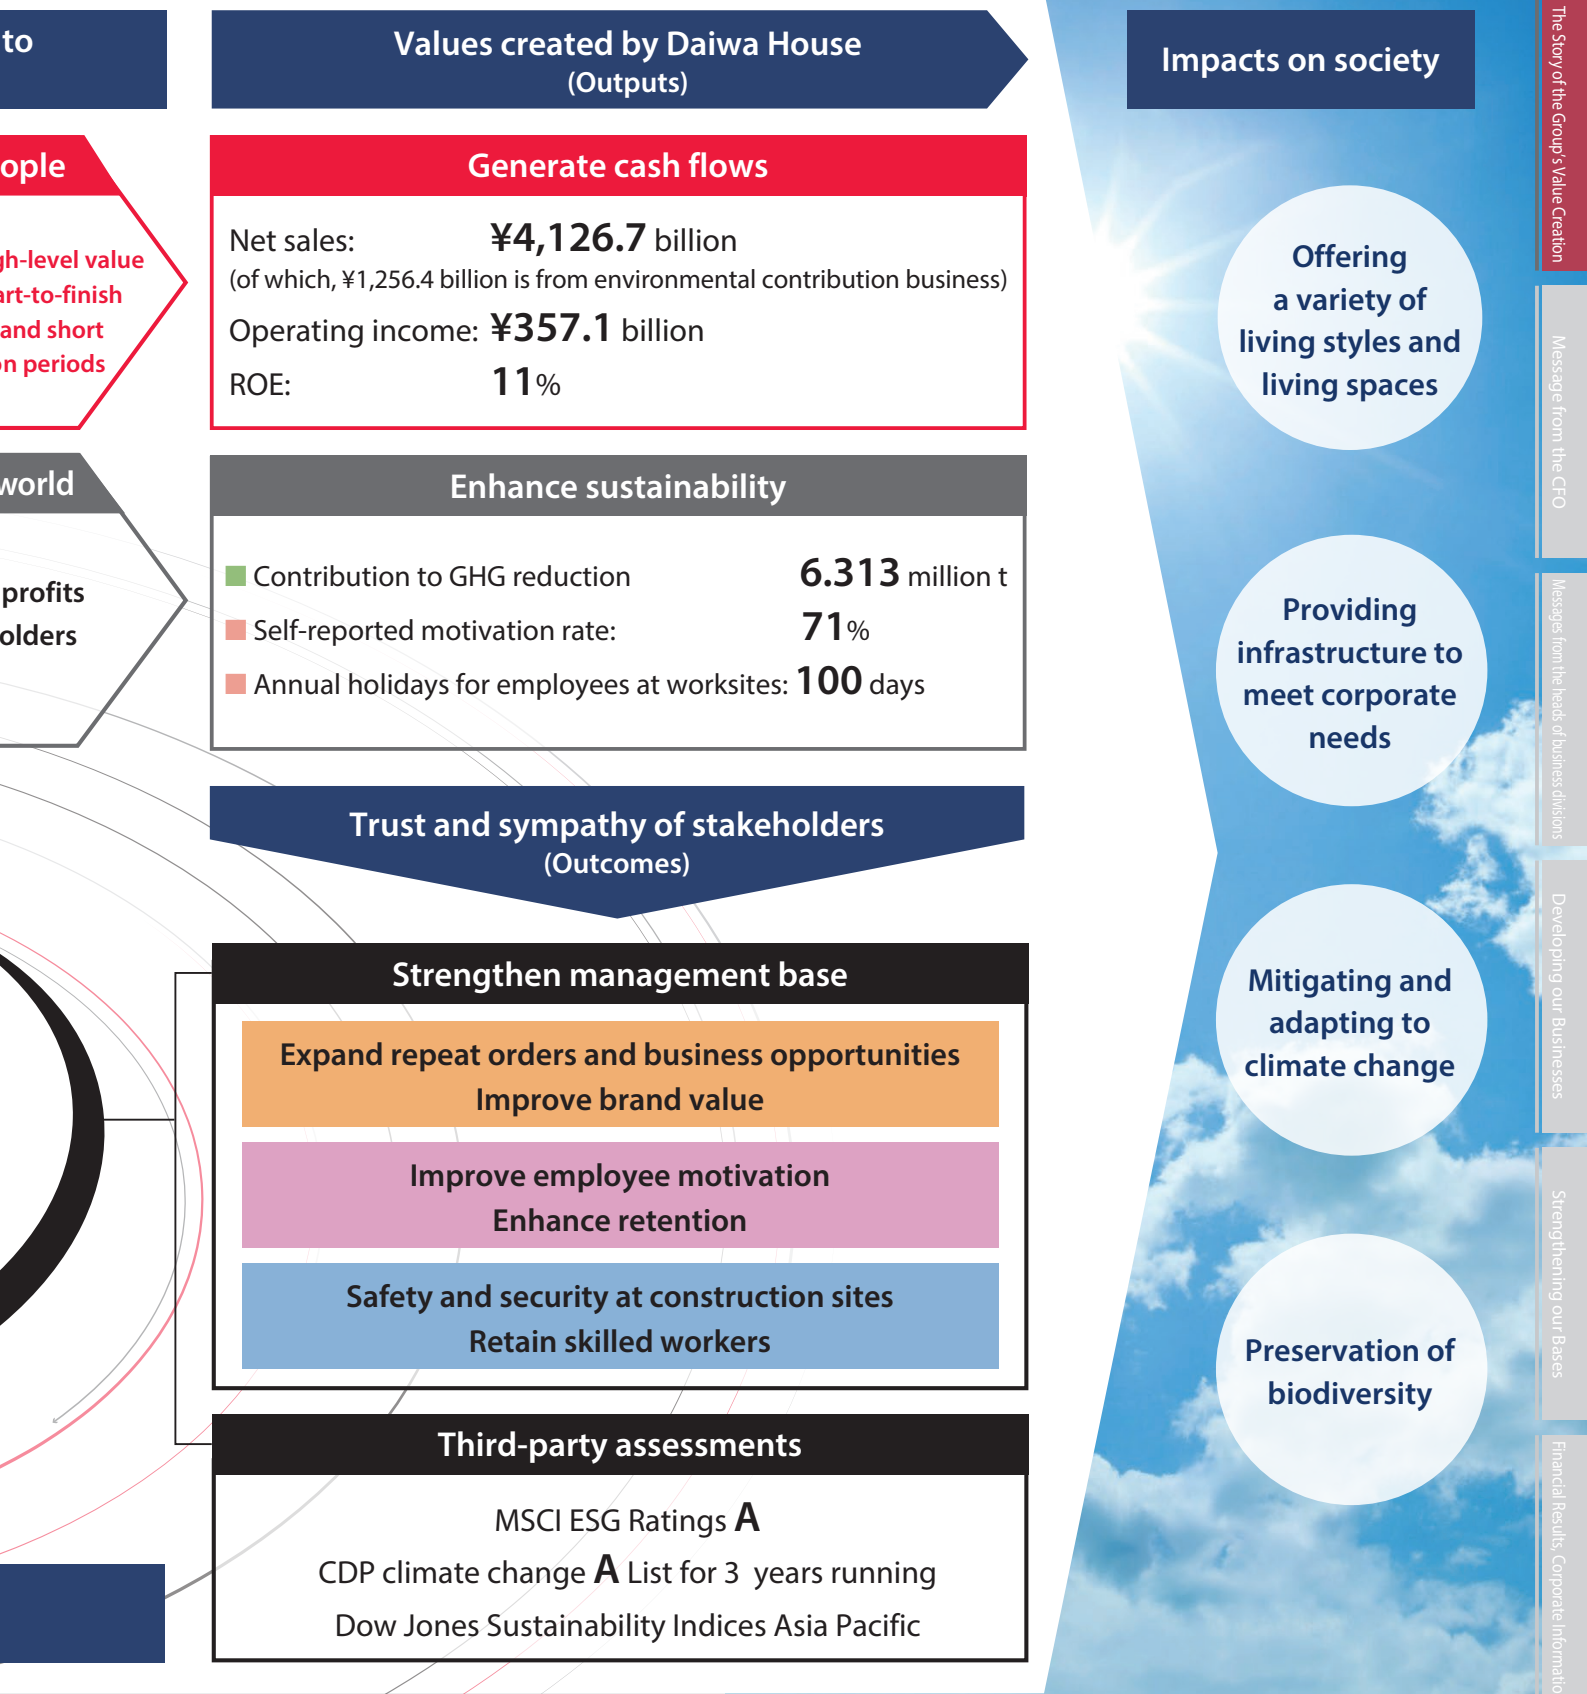 to
ople
gh-level value
art-to-finish
and short
on periods
world
profits
olders
Values created by Daiwa House
(Outputs)
Generate cash flows
Net sales: ¥4,126.7 billion
(of which, ¥1,256.4 billion is from environmental contribution business)
Operating income: ¥357.1 billion
ROE: 11%
Enhance sustainability
Contribution to GHG reduction 6.313 million t
Self-reported motivation rate: 71%
Annual holidays for employees at worksites: 100 days
Trust and sympathy of stakeholders
(Outcomes)
Strengthen management base
Expand repeat orders and business opportunities
Improve brand value
Improve employee motivation
Enhance retention
Safety and security at construction sites
Retain skilled workers
Third-party assessments
MSCI ESG Ratings A
CDP climate change A List for 3 years running
Dow Jones Sustainability Indices Asia Pacific
Impacts on society
Offering
a variety of
living styles and
living spaces
Providing
infrastructure to
meet corporate
needs
Mitigating and
adapting to
climate change
Preservation of
biodiversity
The Story of the Group's Value Creation
Message from the CFO
Messages from the heads of business divisions
Developing our Businesses
Strengthening our Bases
Financial Results, Corporate Informatio